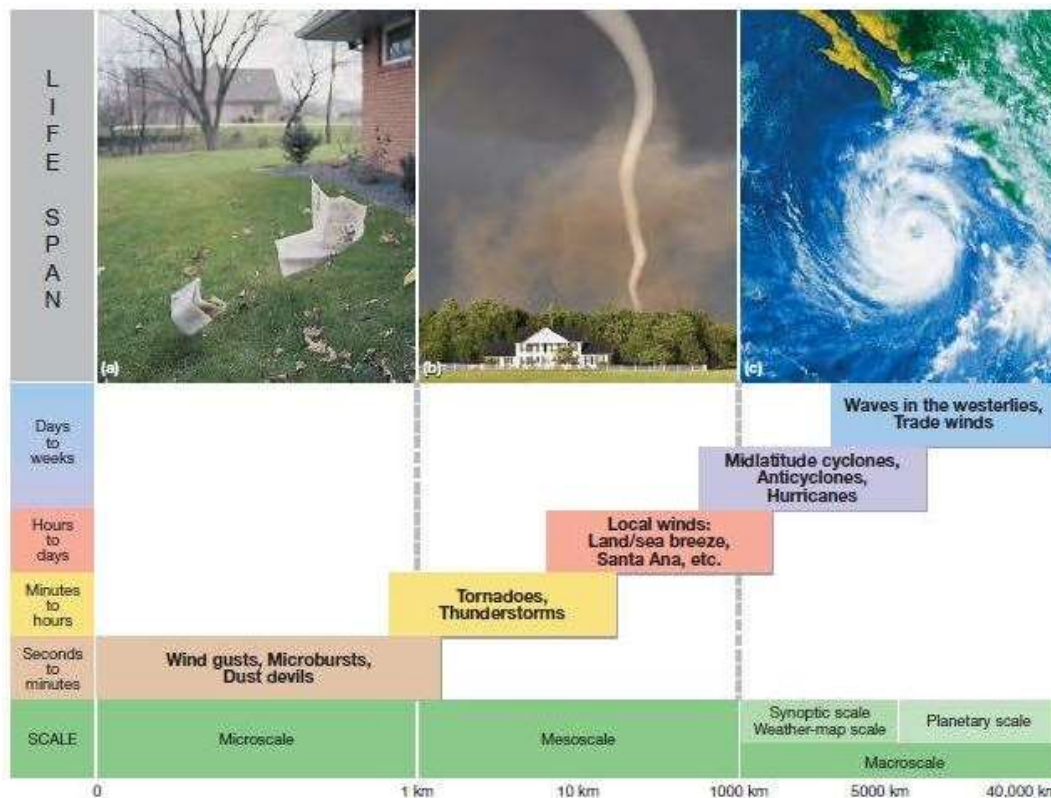 LIFE SPAN
(a)
(b)
(c)
Days
to
weeks
Waves in the westerlies,
Trade winds
Midlatitude cyclones,
Anticyclones,
Hurricanes
Hours
to
days
Local winds:
Land/sea breeze,
Santa Ana, etc.
Minutes
to
hours
Tornadoes,
Thunderstorms
Seconds
to
minutes
Wind gusts, Microbursts,
Dust devils
SCALE
Microscale
Mesoscale
Synoptic scale
Weather-map scale
Planetary scale
Macroscale
0
1 km
10 km
1000 km
5000 km
40,000 km